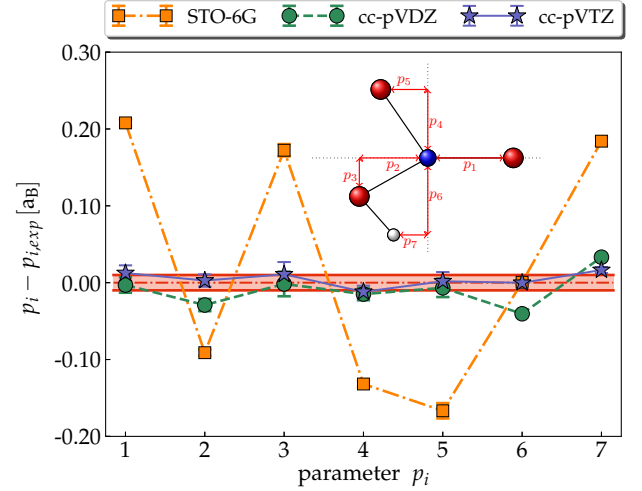 STO-6G cc-pVDZ cc-pVTZ
0.30
0.20
0.10
0.00
-0.10
-0.20
p_i − p_{i,exp} [a_B]
p_5
p_4
p_2 p_1
p_3
p_6
p_7
1 2 3 4 5 6 7
parameter p_i